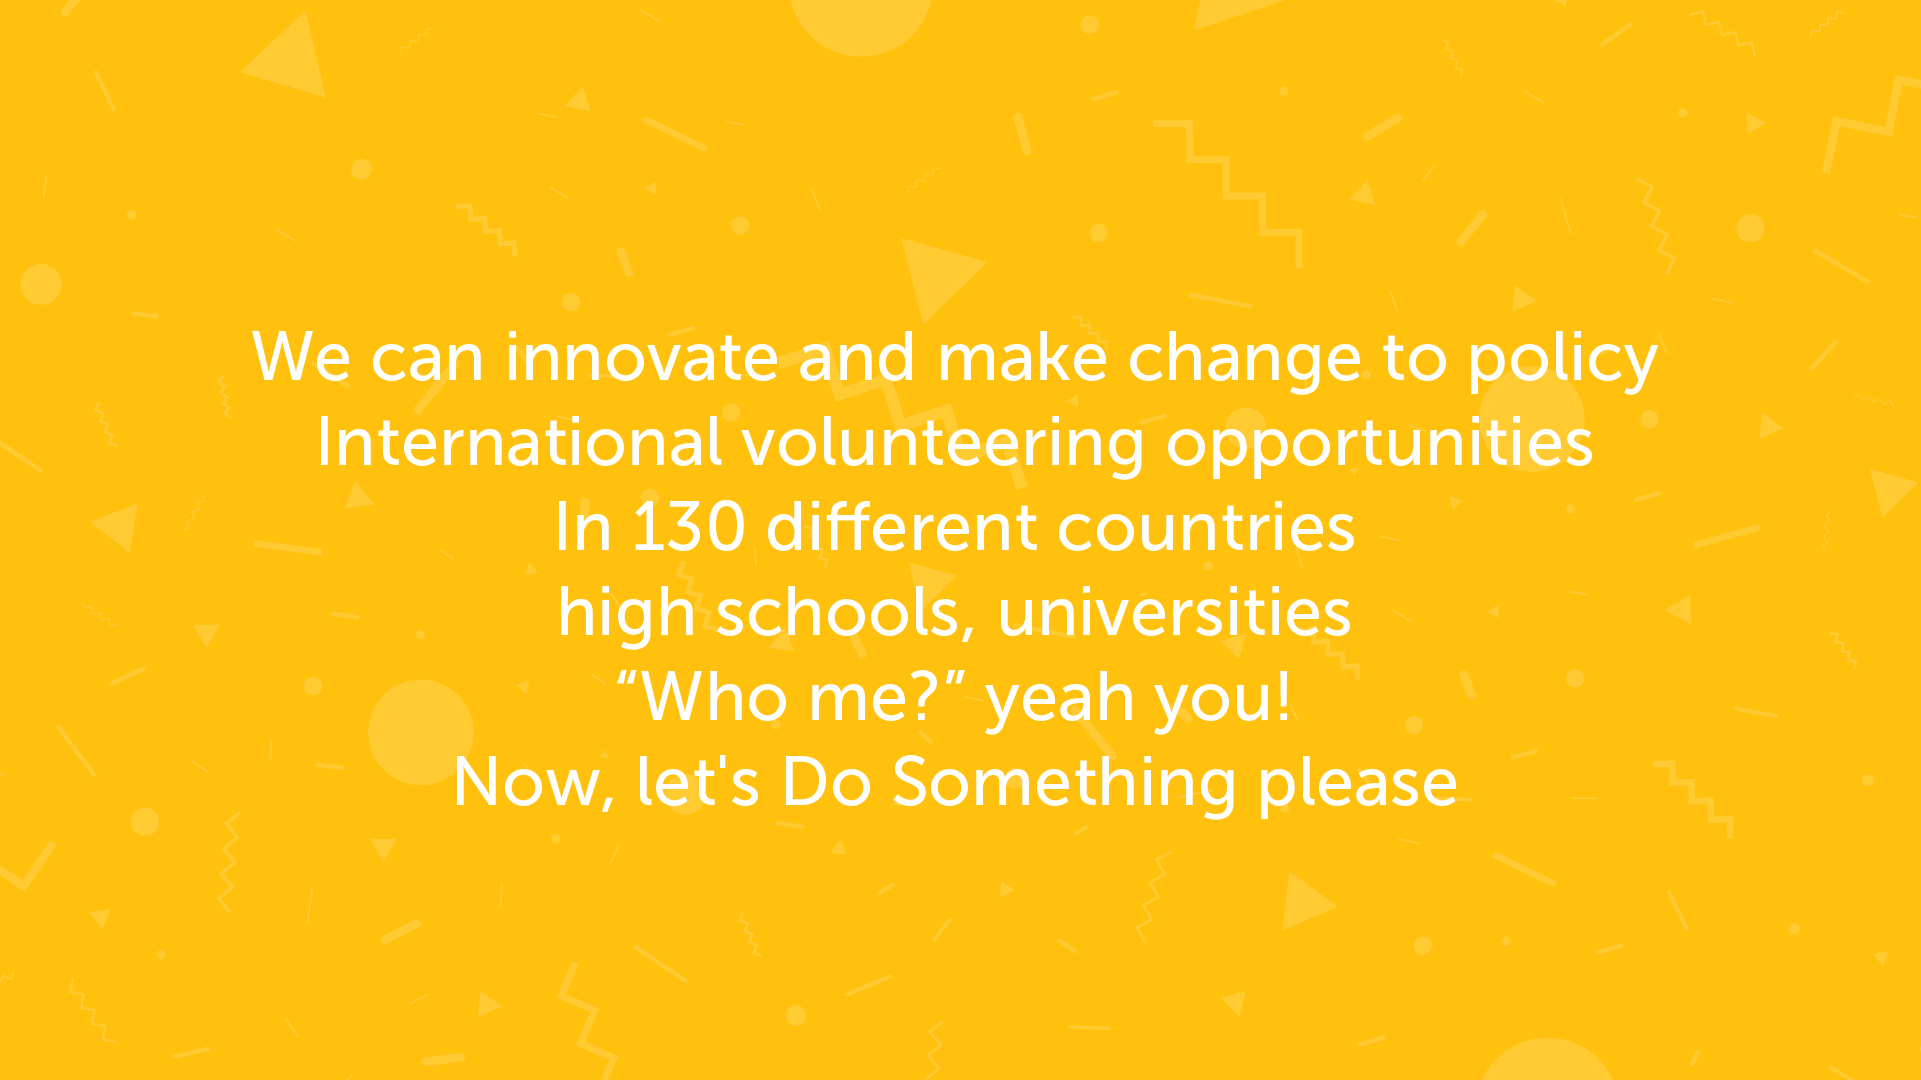 We can innovate and make change to policy
International volunteering opportunities
In 130 different countries
high schools, universities
“Who me?” yeah you!
Now, let's Do Something please